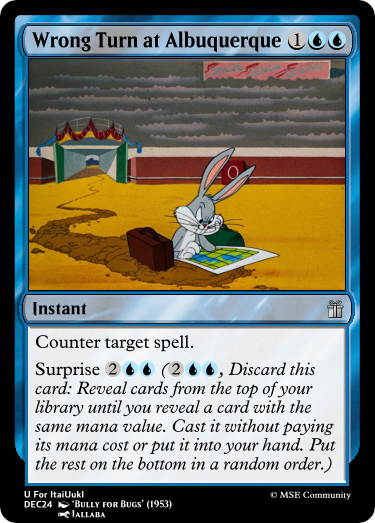 Wrong Turn at Albuquerque 1
Q
Instant
Counter target spell.
Surprise 2 (2, Discard this
card: Reveal cards from the top of your
library until you reveal a card with the
same mana value. Cast it without paying
its mana cost or put it into your hand. Put
the rest on the bottom in a random order.)
U For ItaiUukI
DEC24 'BULLY FOR BUGS' (1953)
JALLABA
© MSE Community